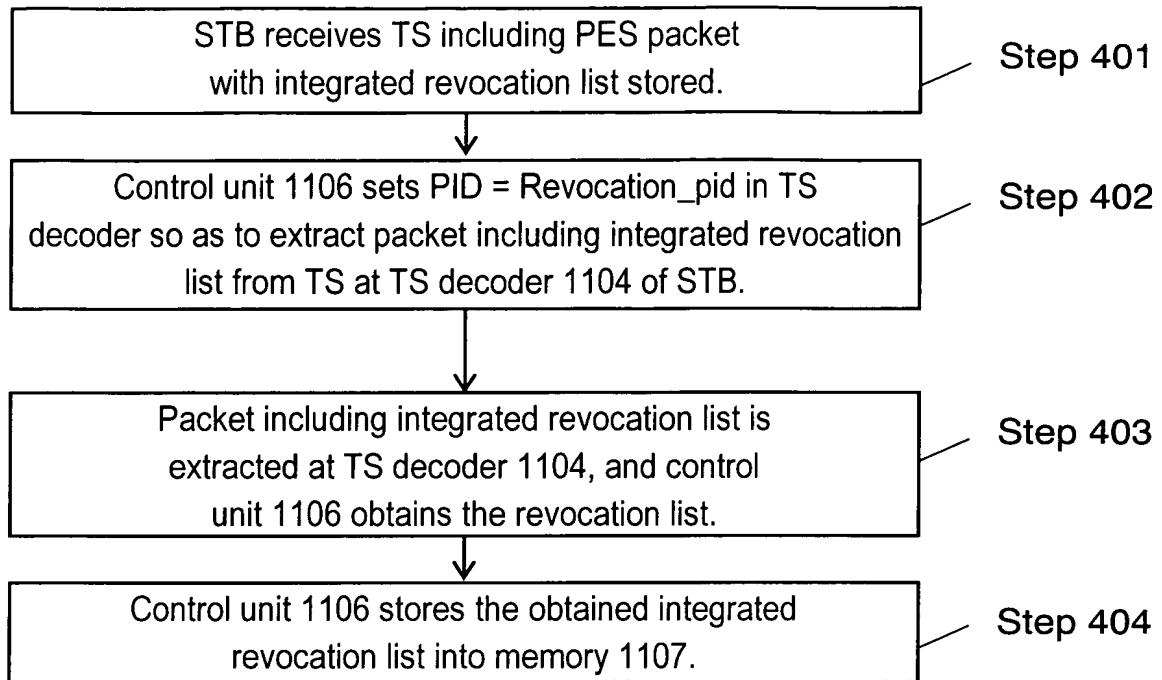 STB receives TS including PES packet
with integrated revocation list stored.
Step 401
Control unit 1106 sets PID = Revocation_pid in TS
decoder so as to extract packet including integrated revocation
list from TS at TS decoder 1104 of STB.
Step 402
Packet including integrated revocation list is
extracted at TS decoder 1104, and control
unit 1106 obtains the revocation list.
Step 403
Control unit 1106 stores the obtained integrated
revocation list into memory 1107.
Step 404